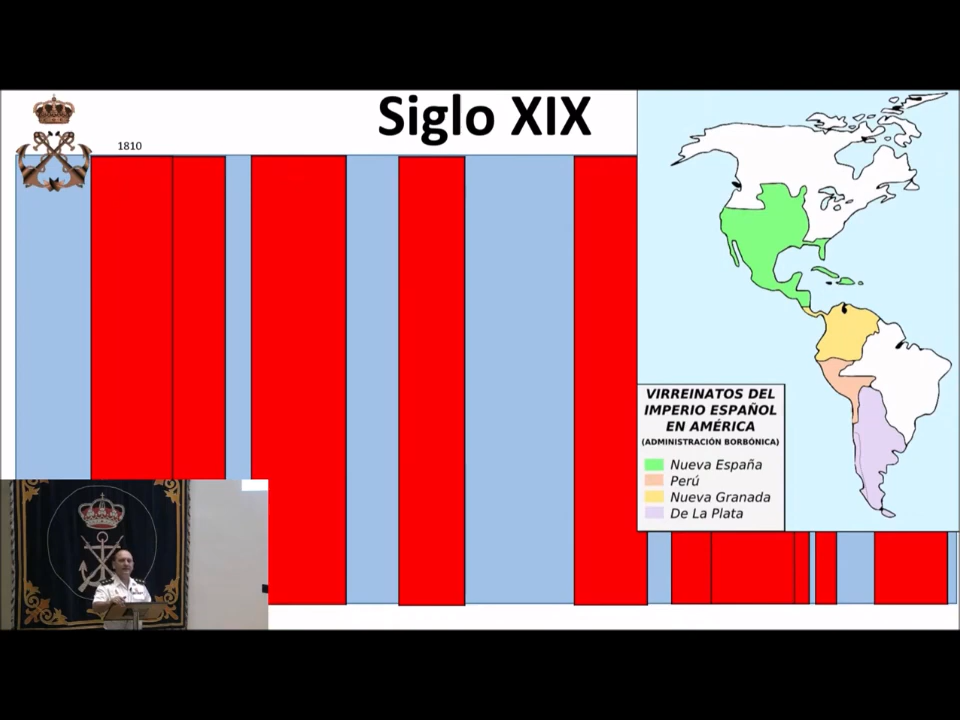 Siglo XIX
1810
VIRREINATOS DEL
IMPERIO ESPAÑOL
EN AMÉRICA
(ADMINISTRACIÓN BORBÓNICA)
Nueva España
Perú
Nueva Granada
De La Plata